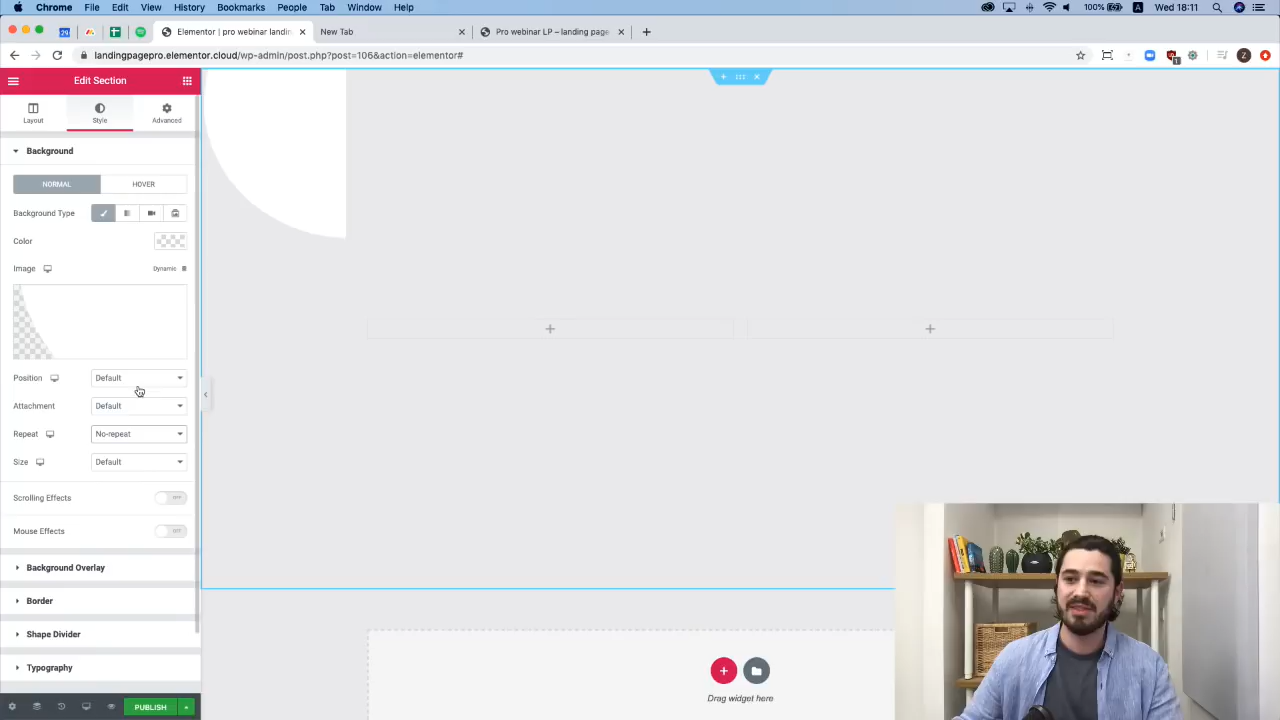 Chrome File Edit View History Bookmarks People Tab Window Help 100% Wed 18:11
Elementor | pro webinar landin New Tab Pro webinar LP – landing page
landingpagepro.elementor.cloud/wp-admin/post.php?post=106&action=elementor# Z
Edit Section
Layout Style Advanced
Background
NORMAL HOVER
Background Type
Color
Image Dynamic
Position Default
Attachment Default
Repeat No-repeat
Size Default
Scrolling Effects OFF
Mouse Effects OFF
Background Overlay
Border
Shape Divider
Typography
PUBLISH
Drag widget here